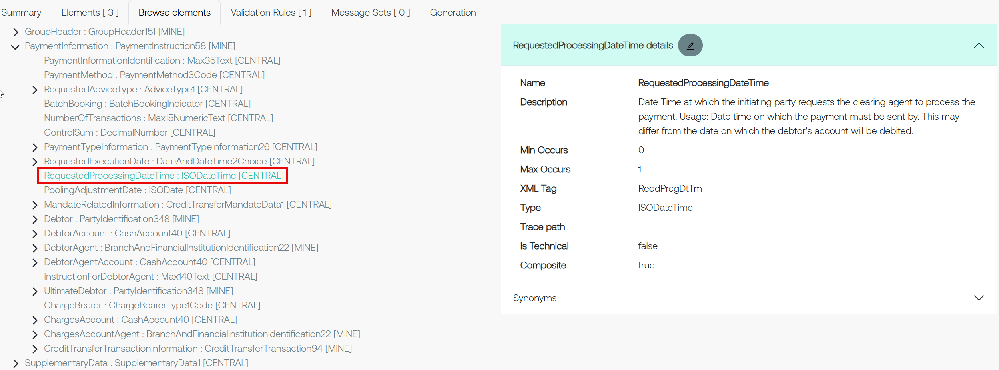 Summary
Elements [ 3 ]
Browse elements
Validation Rules [ 1 ]
Message Sets [ 0 ]
Generation
GroupHeader : GroupHeader151 [MINE]
PaymentInformation : PaymentInstruction58 [MINE]
PaymentInformationIdentification : Max35Text [CENTRAL]
PaymentMethod : PaymentMethod3Code [CENTRAL]
RequestedAdviceType : AdviceType1 [CENTRAL]
BatchBooking : BatchBookingIndicator [CENTRAL]
NumberOfTransactions : Max15NumericText [CENTRAL]
ControlSum : DecimalNumber [CENTRAL]
PaymentTypeInformation : PaymentTypeInformation26 [CENTRAL]
RequestedExecutionDate : DateAndDateTime2Choice [CENTRAL]
RequestedProcessingDateTime : ISODateTime [CENTRAL]
PoolingAdjustmentDate : ISODate [CENTRAL]
MandateRelatedInformation : CreditTransferMandateData1 [CENTRAL]
Debtor : PartyIdentification348 [MINE]
DebtorAccount : CashAccount40 [CENTRAL]
DebtorAgent : BranchAndFinancialInstitutionIdentification22 [MINE]
DebtorAgentAccount : CashAccount40 [CENTRAL]
InstructionForDebtorAgent : Max140Text [CENTRAL]
UltimateDebtor : PartyIdentification348 [MINE]
ChargeBearer : ChargeBearerType1Code [CENTRAL]
ChargesAccount : CashAccount40 [CENTRAL]
ChargesAccountAgent : BranchAndFinancialInstitutionIdentification22 [MINE]
CreditTransferTransactionInformation : CreditTransferTransaction94 [MINE]
SupplementaryData : SupplementaryData1 [CENTRAL]
RequestedProcessingDateTime details
Name RequestedProcessingDateTime
Description Date Time at which the initiating party requests the clearing agent to process the
payment. Usage: Date time on which the payment must be sent by. This may
differ from the date on which the debtor's account will be debited.
Min Occurs 0
Max Occurs 1
XML Tag ReqdPrcgDtTm
Type ISODateTime
Trace path
Is Technical false
Composite true
Synonyms